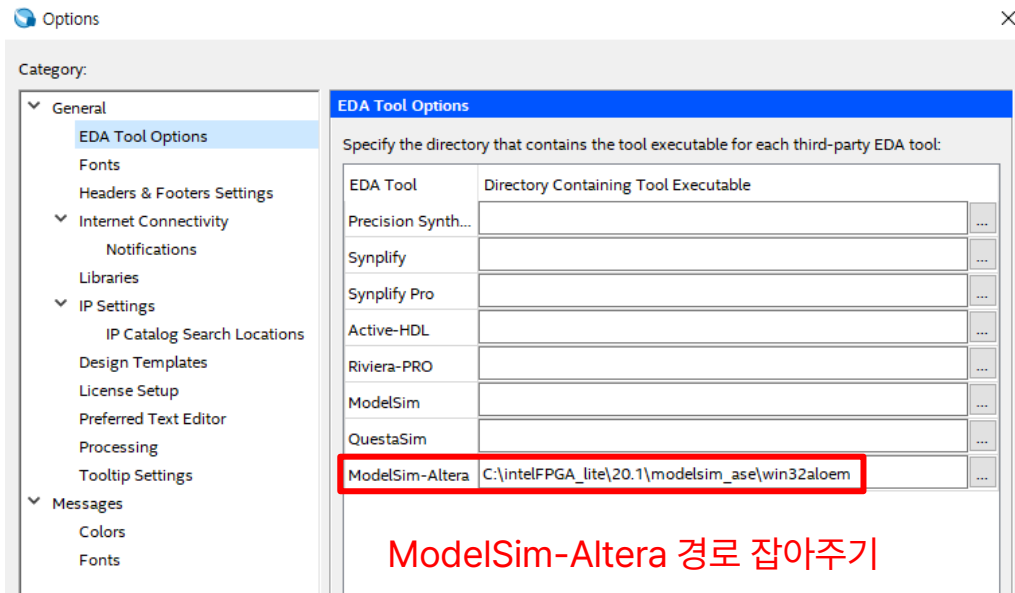 Options
Category:
General
EDA Tool Options
Fonts
Headers & Footers Settings
Internet Connectivity
Notifications
Libraries
IP Settings
IP Catalog Search Locations
Design Templates
License Setup
Preferred Text Editor
Processing
Tooltip Settings
Messages
Colors
Fonts
EDA Tool Options
Specify the directory that contains the tool executable for each third-party EDA tool:
EDA Tool Directory Containing Tool Executable
Precision Synth... ...
Synplify ...
Synplify Pro ...
Active-HDL ...
Riviera-PRO ...
ModelSim ...
QuestaSim ...
ModelSim-Altera C:\intelFPGA_lite\20.1\modelsim_ase\win32aloem ...
ModelSim-Altera 경로 잡아주기